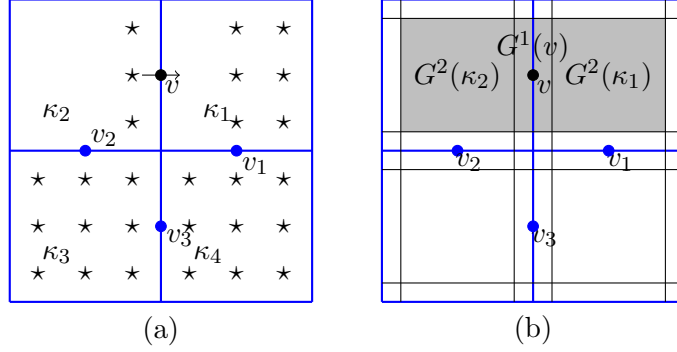 κ₂ κ₁
v
v₂ v₁
v₃
κ₃ κ₄
(a)
G¹(v)
G²(κ₂) G²(κ₁)
v
v₂ v₁
v₃
(b)